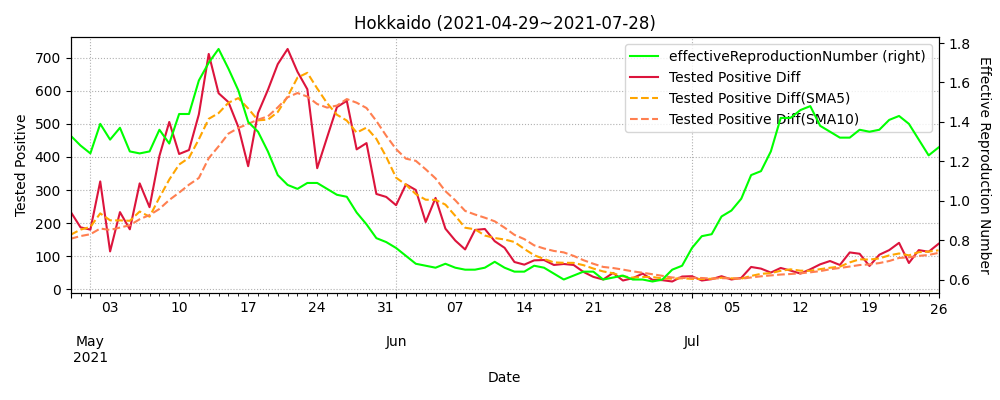 Hokkaido (2021-04-29~2021-07-28)
effectiveReproductionNumber (right)
Tested Positive Diff
Tested Positive Diff(SMA5)
Tested Positive Diff(SMA10)
Tested Positive
700
600
500
400
300
200
100
0
1.8
1.6
1.4
1.2
1.0
0.8
0.6
Effective Reproduction Number
03 10 17 24 31 07 14 21 28 05 12 19 26
May Jun Jul
2021
Date